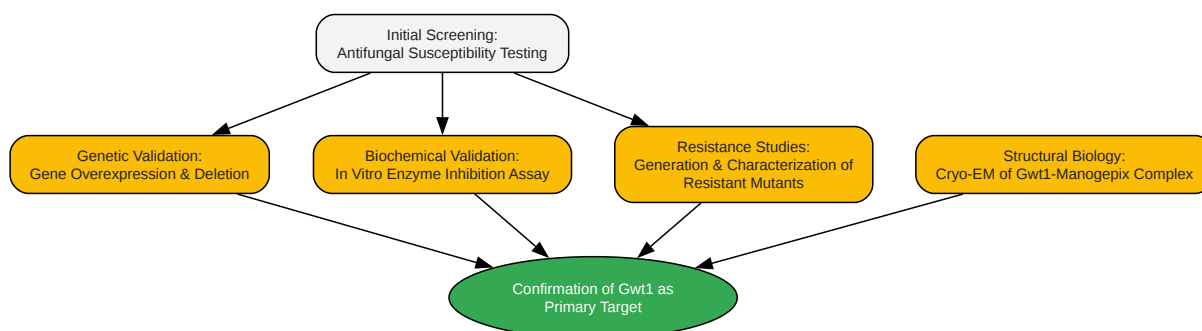 Initial Screening:
Antifungal Susceptibility Testing
Genetic Validation:
Gene Overexpression & Deletion
Biochemical Validation:
In Vitro Enzyme Inhibition Assay
Resistance Studies:
Generation & Characterization of
Resistant Mutants
Structural Biology:
Cryo-EM of Gwt1-Manogepix Complex
Confirmation of Gwt1 as
Primary Target